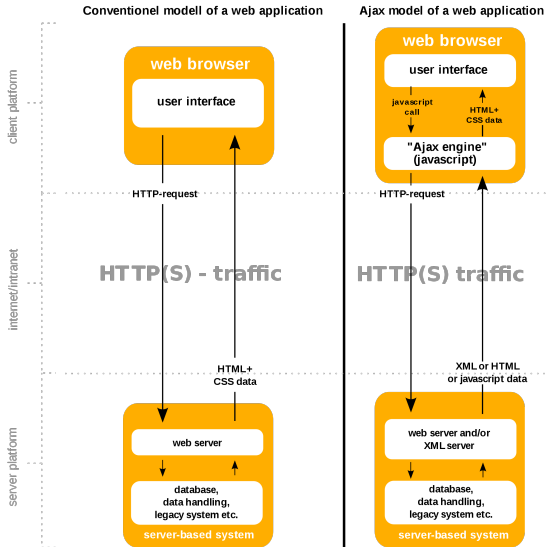 Conventionel modell of a web application
Ajax model of a web application
client platform
internet/intranet
server platform
web browser
user interface
HTTP-request
HTTP(S) - traffic
HTML+
CSS data
web server
database,
data handling,
legacy system etc.
server-based system
web browser
user interface
javascript
call
HTML+
CSS data
"Ajax engine"
(javascript)
HTTP-request
HTTP(S) traffic
XML or HTML
or javascript data
web server and/or
XML server
database,
data handling,
legacy system etc.
server-based system